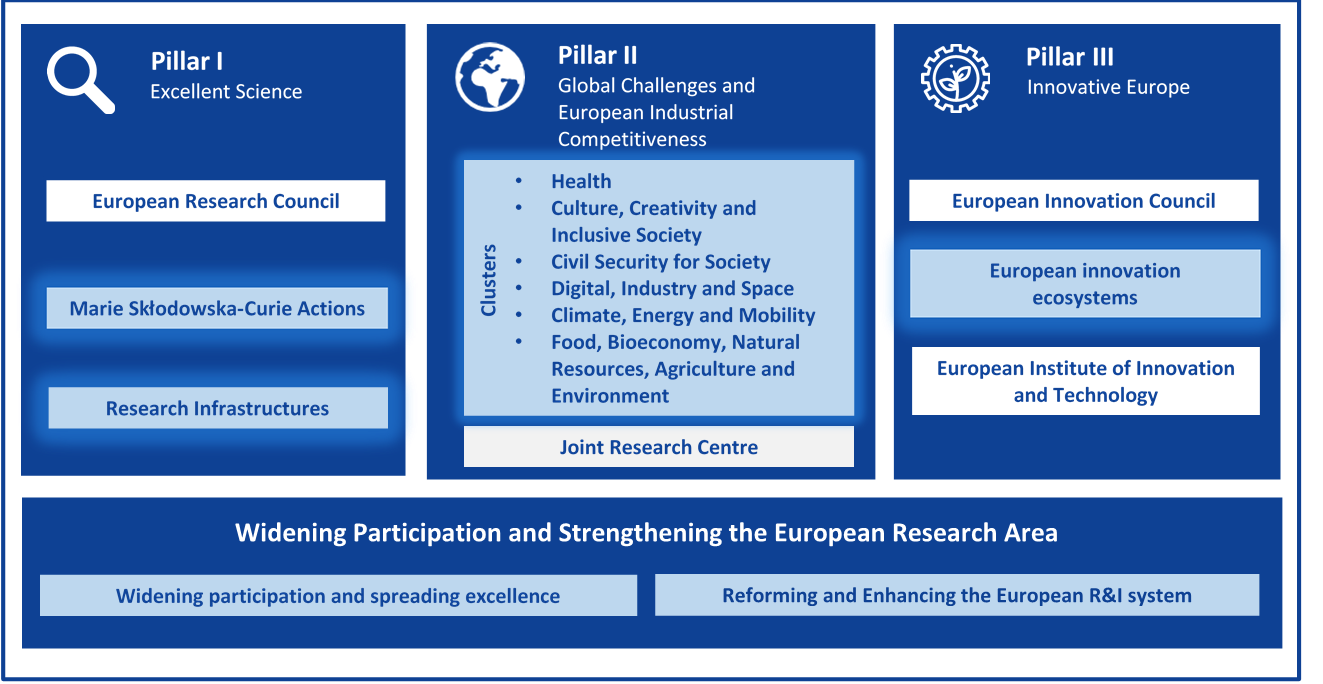 Pillar I
Excellent Science
European Research Council
Marie Skłodowska-Curie Actions
Research Infrastructures
Pillar II
Global Challenges and
European Industrial
Competitiveness
Clusters
• Health
• Culture, Creativity and
Inclusive Society
• Civil Security for Society
• Digital, Industry and Space
• Climate, Energy and Mobility
• Food, Bioeconomy, Natural
Resources, Agriculture and
Environment
Joint Research Centre
Pillar III
Innovative Europe
European Innovation Council
European innovation
ecosystems
European Institute of Innovation
and Technology
Widening Participation and Strengthening the European Research Area
Widening participation and spreading excellence
Reforming and Enhancing the European R&I system